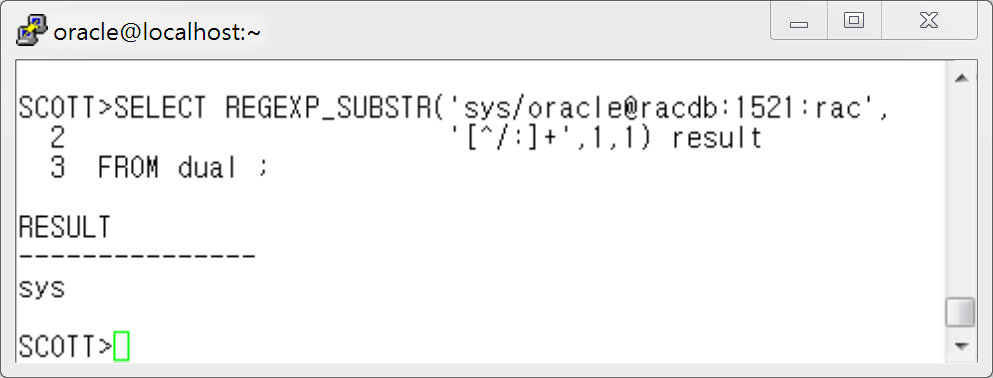 oracle@localhost:~
SCOTT>SELECT REGEXP_SUBSTR('sys/oracle@racdb:1521:rac',
2                        '[^/:]+',1,1) result
3  FROM dual ;
RESULT
---------------
sys
SCOTT>